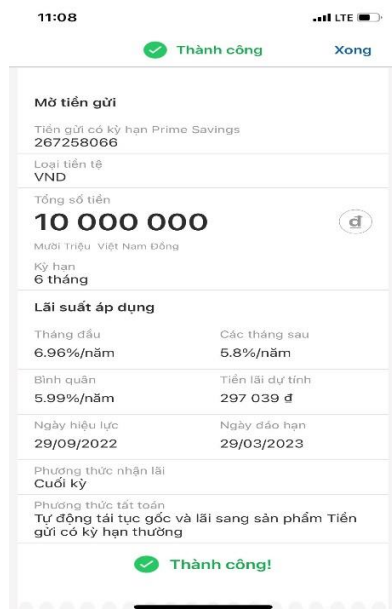 11:08
LTE
Thành công
Xong
Mở tiền gửi
Tiền gửi có kỳ hạn Prime Savings
267258066
Loại tiền tệ
VND
Tổng số tiền
10 000 000
đ
Mười Triệu Việt Nam Đồng
Kỳ hạn
6 tháng
Lãi suất áp dụng
Tháng đầu
Các tháng sau
6.96%/năm
5.8%/năm
Bình quân
Tiền lãi dự tính
5.99%/năm
297 039 đ
Ngày hiệu lực
Ngày đáo hạn
29/09/2022
29/03/2023
Phương thức nhận lãi
Cuối kỳ
Phương thức tất toán
Tự động tái tục gốc và lãi sang sản phẩm Tiền
gửi có kỳ hạn thường
Thành công!